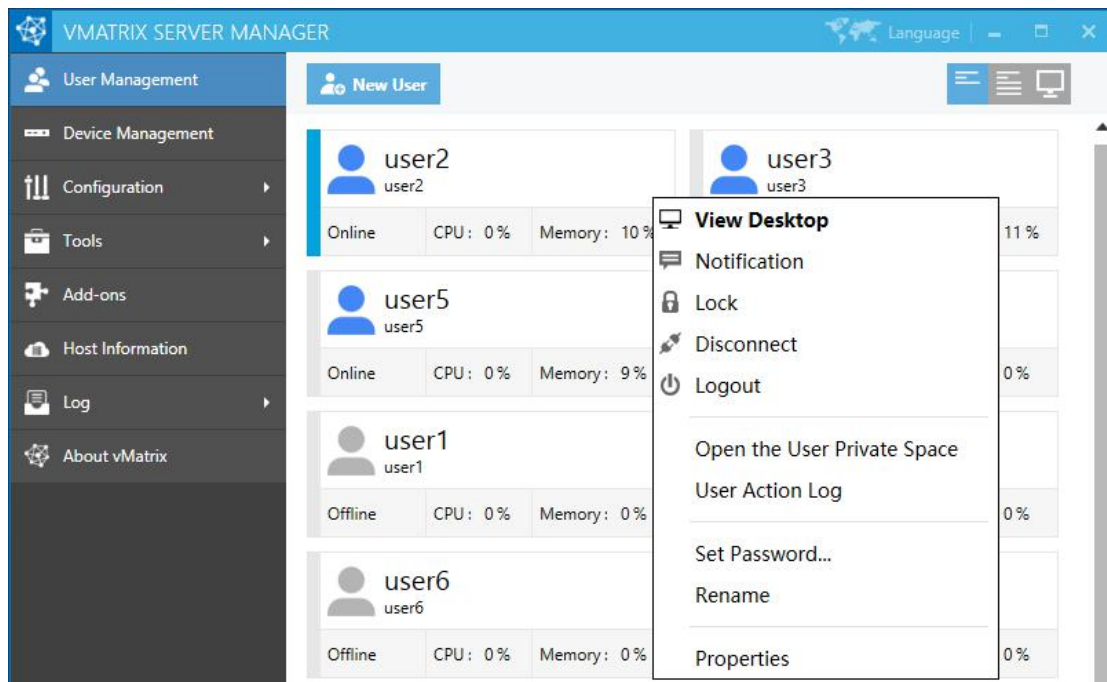 VMATRIX SERVER MANAGER
Language
User Management
Device Management
Configuration
Tools
Add-ons
Host Information
Log
About vMatrix
New User
user2
user2
Online CPU: 0% Memory: 10%
user3
user3
11%
user5
user5
Online CPU: 0% Memory: 9%
0%
user1
user1
Offline CPU: 0% Memory: 0%
0%
user6
user6
Offline CPU: 0% Memory: 0%
0%
View Desktop
Notification
Lock
Disconnect
Logout
Open the User Private Space
User Action Log
Set Password...
Rename
Properties